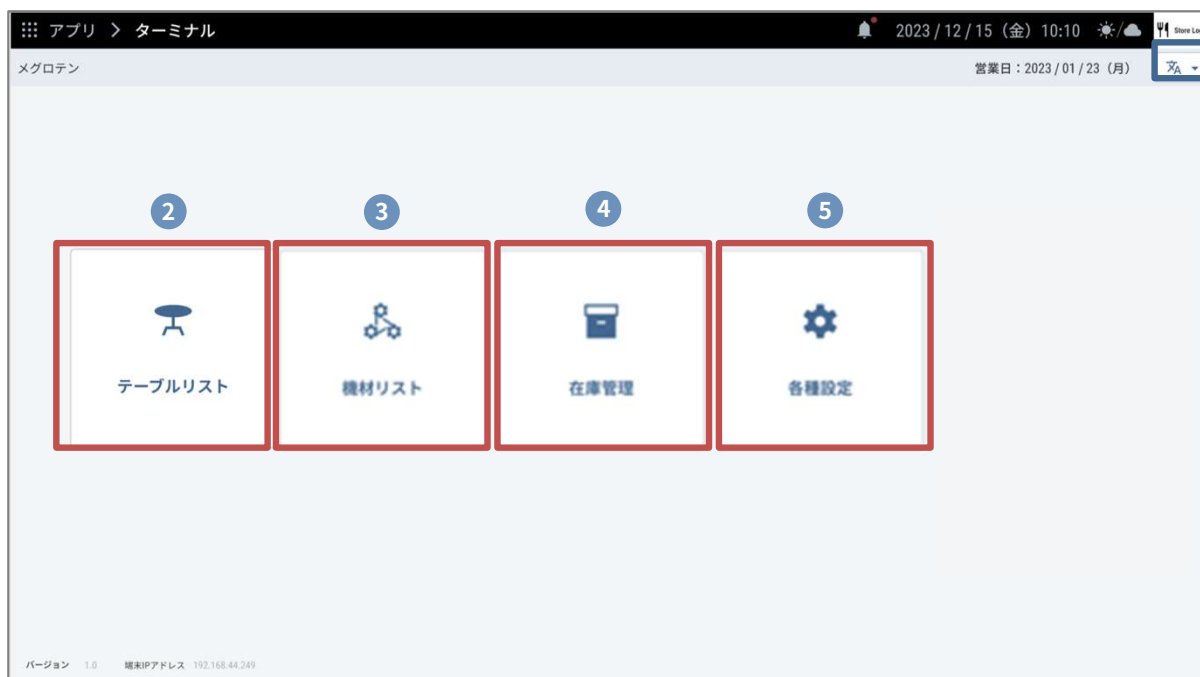 アプリ > ターミナル
2023 / 12 / 15（金）10:10
Store Lo
メグロテン
営業日：2023 / 01 / 23（月）
2
3
4
5
テーブルリスト
機材リスト
在庫管理
各種設定
バージョン 1.0 端末IPアドレス 192.168.44.249